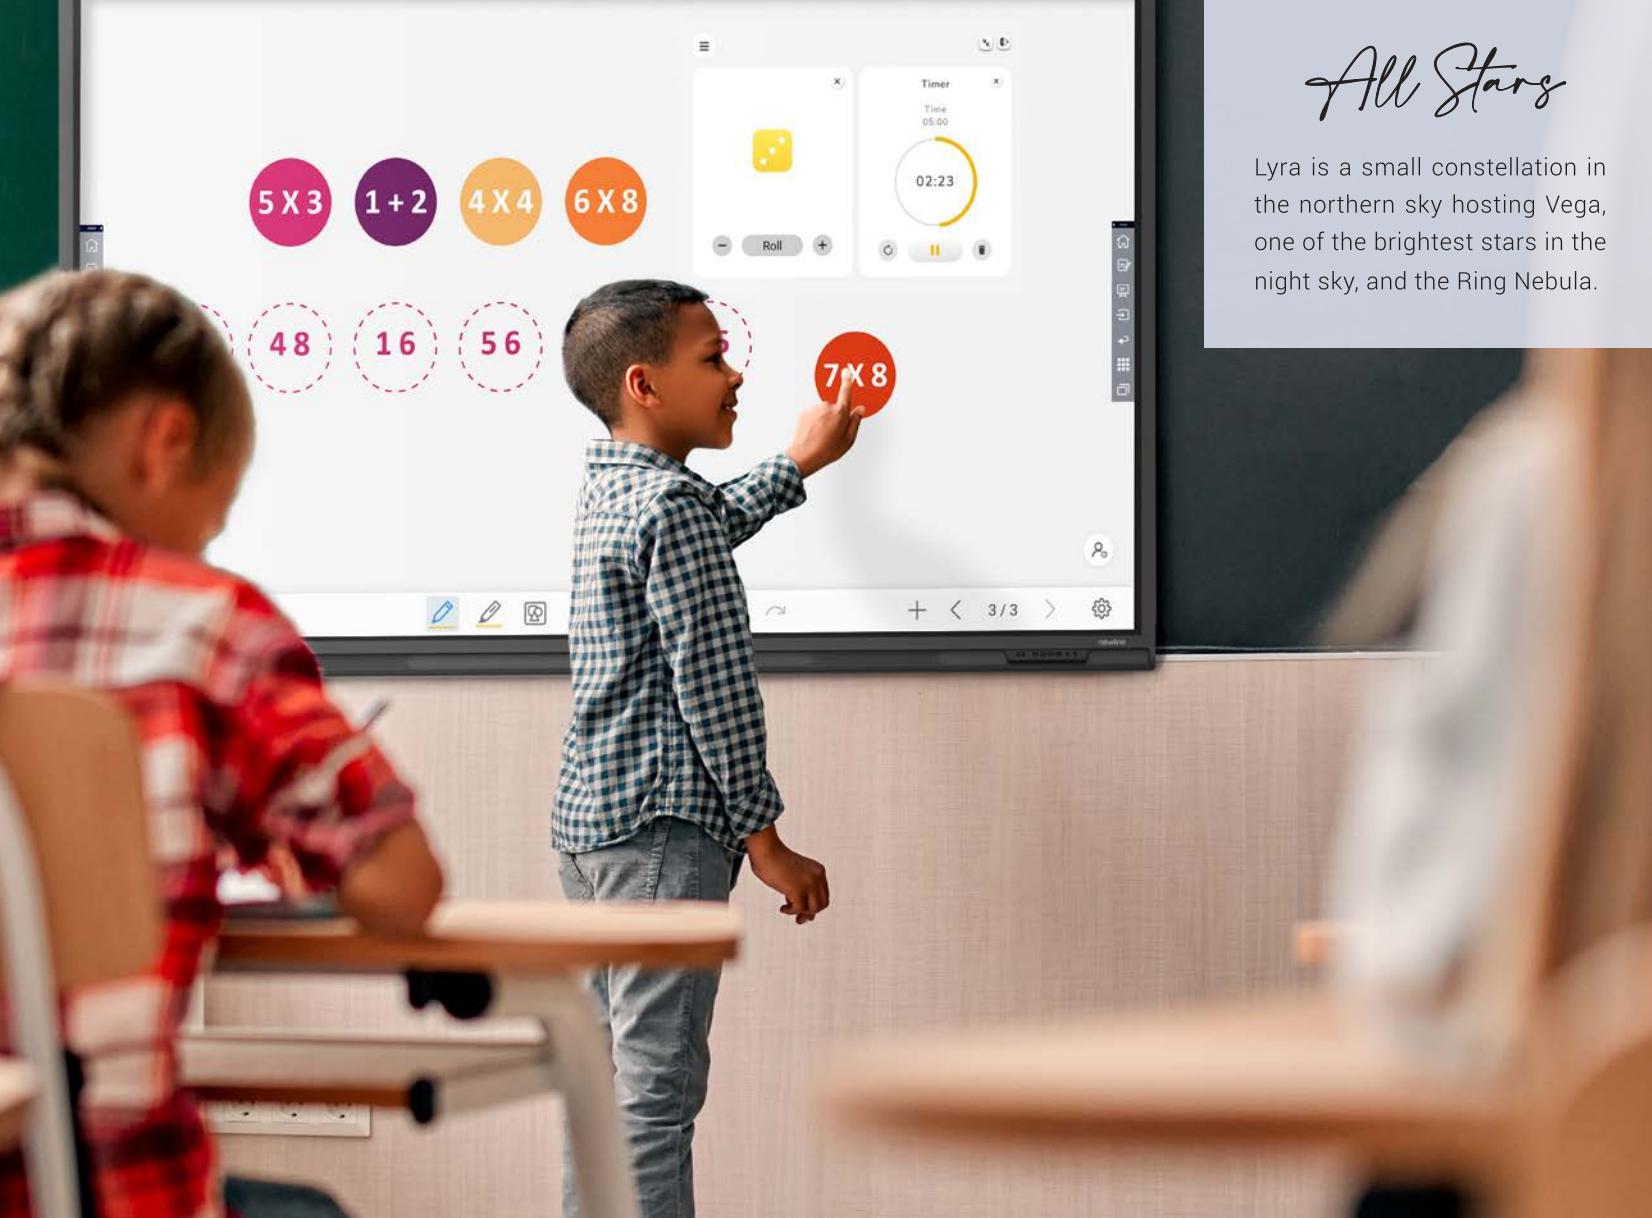 All Stars
Lyra is a small constellation in
the northern sky hosting Vega,
one of the brightest stars in the
night sky, and the Ring Nebula.
Timer
Time
05:00
02:23
Roll
5 X 3
1 + 2
4 X 4
6 X 8
48
16
56
5
7 X 8
3 / 3
newline